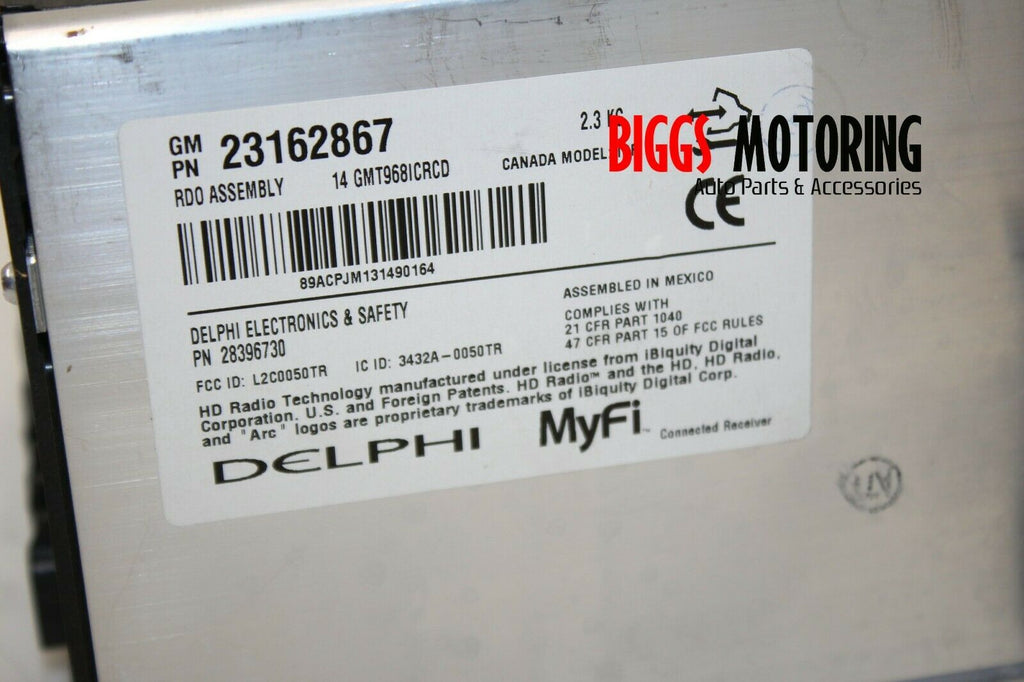 GM PN 23162867
2.3 KG
RDO ASSEMBLY 14 GMT968ICRCD CANADA MODEL:
BIGGS MOTORING
Auto Parts & Accessories
CE
89ACPJM131490164
DELPHI ELECTRONICS & SAFETY
PN 28396730
FCC ID: L2C0050TR IC ID: 3432A-0050TR
ASSEMBLED IN MEXICO
COMPLIES WITH
21 CFR PART 1040
47 CFR PART 15 OF FCC RULES
HD Radio Technology manufactured under license from iBiquity Digital
Corporation. U.S. and Foreign Patents. HD Radio™ and the HD, HD Radio,
and "Arc" logos are proprietary trademarks of iBiquity Digital Corp.
DELPHI MyFi™ Connected Receiver